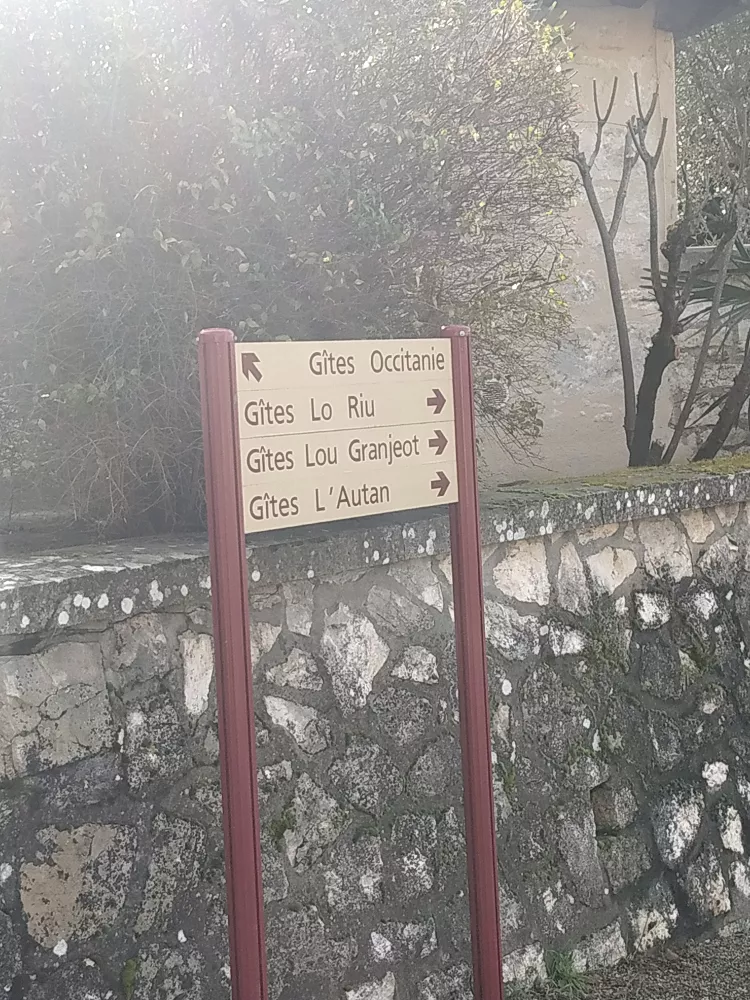 Gîtes Occitanie
Gîtes Lo Riu
Gîtes Lou Granjeot
Gîtes L'Autan